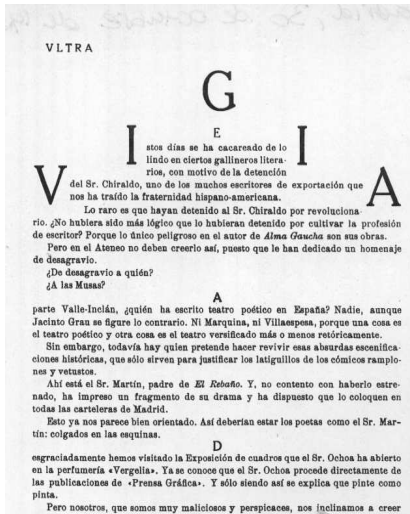 VLTRA
V I G I A
E
stos días se ha cacareado de lo
lindo en ciertos gallineros litera-
rios, con motivo de la detención
del Sr. Chiraldo, uno de los muchos escritores de exportación que
nos ha traído la fraternidad hispano-americana.
Lo raro es que hayan detenido al Sr. Chiraldo por revoluciona-
rio. ¿No hubiera sido más lógico que lo hubieran detenido por cultivar la profesión
de escritor? Porque lo único peligroso en el autor de Alma Gaucha son sus obras.
Pero en el Ateneo no deben creerlo así, puesto que le han dedicado un homenaje
de desagravio.
¿De desagravio a quién?
¿A las Musas?
A
parte Valle-Inclán, ¿quién ha escrito teatro poético en España? Nadie, aunque
Jacinto Grau se figure lo contrario. Ni Marquina, ni Villaespesa, porque una cosa es
el teatro poético y otra cosa es el teatro versificado más o menos retóricamente.
Sin embargo, todavía hay quien pretende hacer revivir esas absurdas escenifica-
ciones históricas, que sólo sirven para justificar los latiguillos de los cómicos ramplo-
nes y vetustos.
Ahí está el Sr. Martín, padre de El Rebaño. Y, no contento con haberlo estre-
nado, ha impreso un fragmento de su drama y ha dispuesto que lo coloquen en
todas las carteleras de Madrid.
Esto ya nos parece bien orientado. Así deberían estar los poetas como el Sr. Mar-
tín: colgados en las esquinas.
D
esgraciadamente hemos visitado la Exposición de cuadros que el Sr. Ochoa ha abierto
en la perfumería «Vergelia». Ya se conoce que el Sr. Ochoa procede directamente de
las publicaciones de «Prensa Gráfica». Y sólo siendo así se explica que pinte como
pinta.
Pero nosotros, que somos muy maliciosos y perspicaces, nos inclinamos a creer